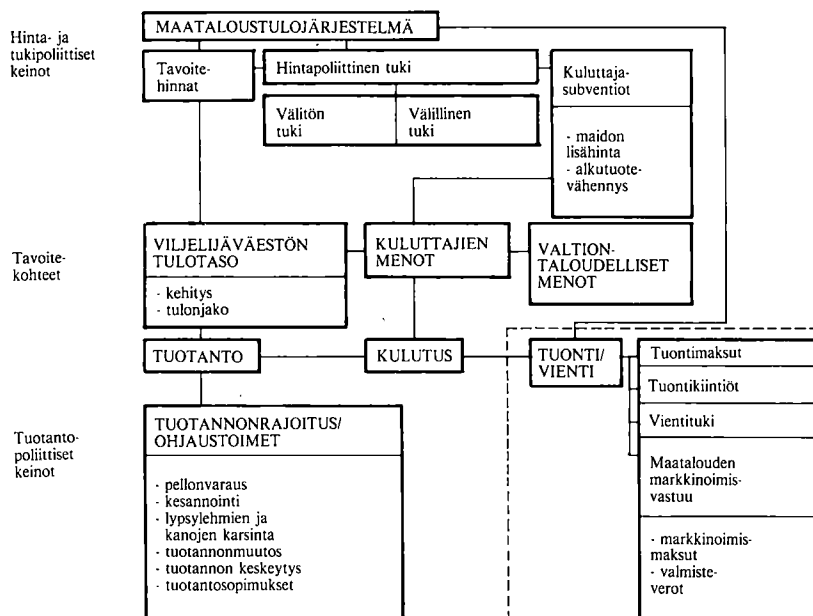 Hinta- ja
tukipoliittiset
keinot
MAATALOUSTULOJÄRJESTELMÄ
Tavoite-
hinnat
Hintapoliittinen tuki
Välitön
tuki
Välillinen
tuki
Kuluttaja-
subventiot
- maidon
lisähinta
- alkutuote-
vähennys
Tavoite-
kohteet
VILJELIJÄVÄESTÖN
TULOTASO
- kehitys
- tulonjako
KULUTTAJIEN
MENOT
VALTION-
TALOUDELLISET
MENOT
TUOTANTO
KULUTUS
TUONTI/
VIENTI
Tuontimaksut
Tuontikiintiöt
Vientituki
Maatalouden
markkinoimis-
vastuu
- markkinoimis-
maksut
- valmiste-
verot
Tuotanto-
poliittiset
keinot
TUOTANNONRAJOITUS/
OHJAUSTOIMET
- pellonvaraus
- kesannointi
- lypsylehmien ja
kanojen karsinta
- tuotannonmuutos
- tuotannon keskeytys
- tuotantosopimukset